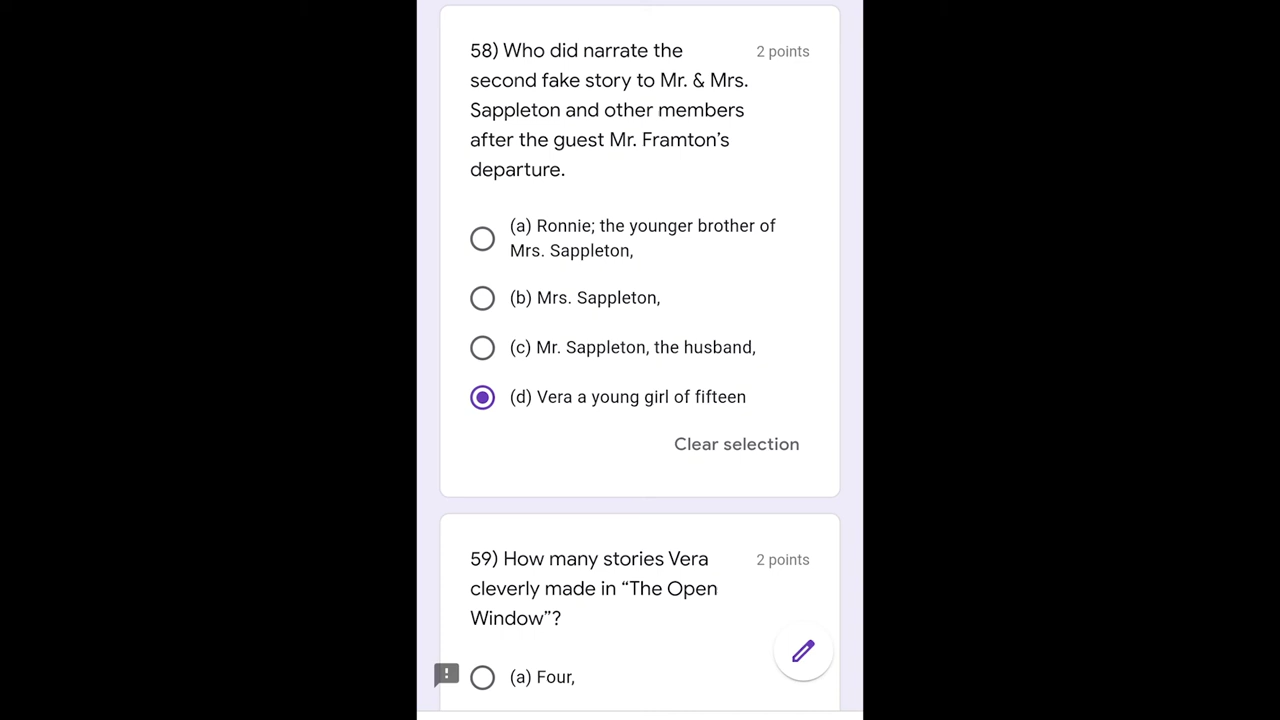 58) Who did narrate the 2 points
second fake story to Mr. & Mrs.
Sappleton and other members
after the guest Mr. Framton’s
departure.
(a) Ronnie; the younger brother of
Mrs. Sappleton,
(b) Mrs. Sappleton,
(c) Mr. Sappleton, the husband,
(d) Vera a young girl of fifteen
Clear selection
59) How many stories Vera 2 points
cleverly made in “The Open
Window”?
(a) Four,